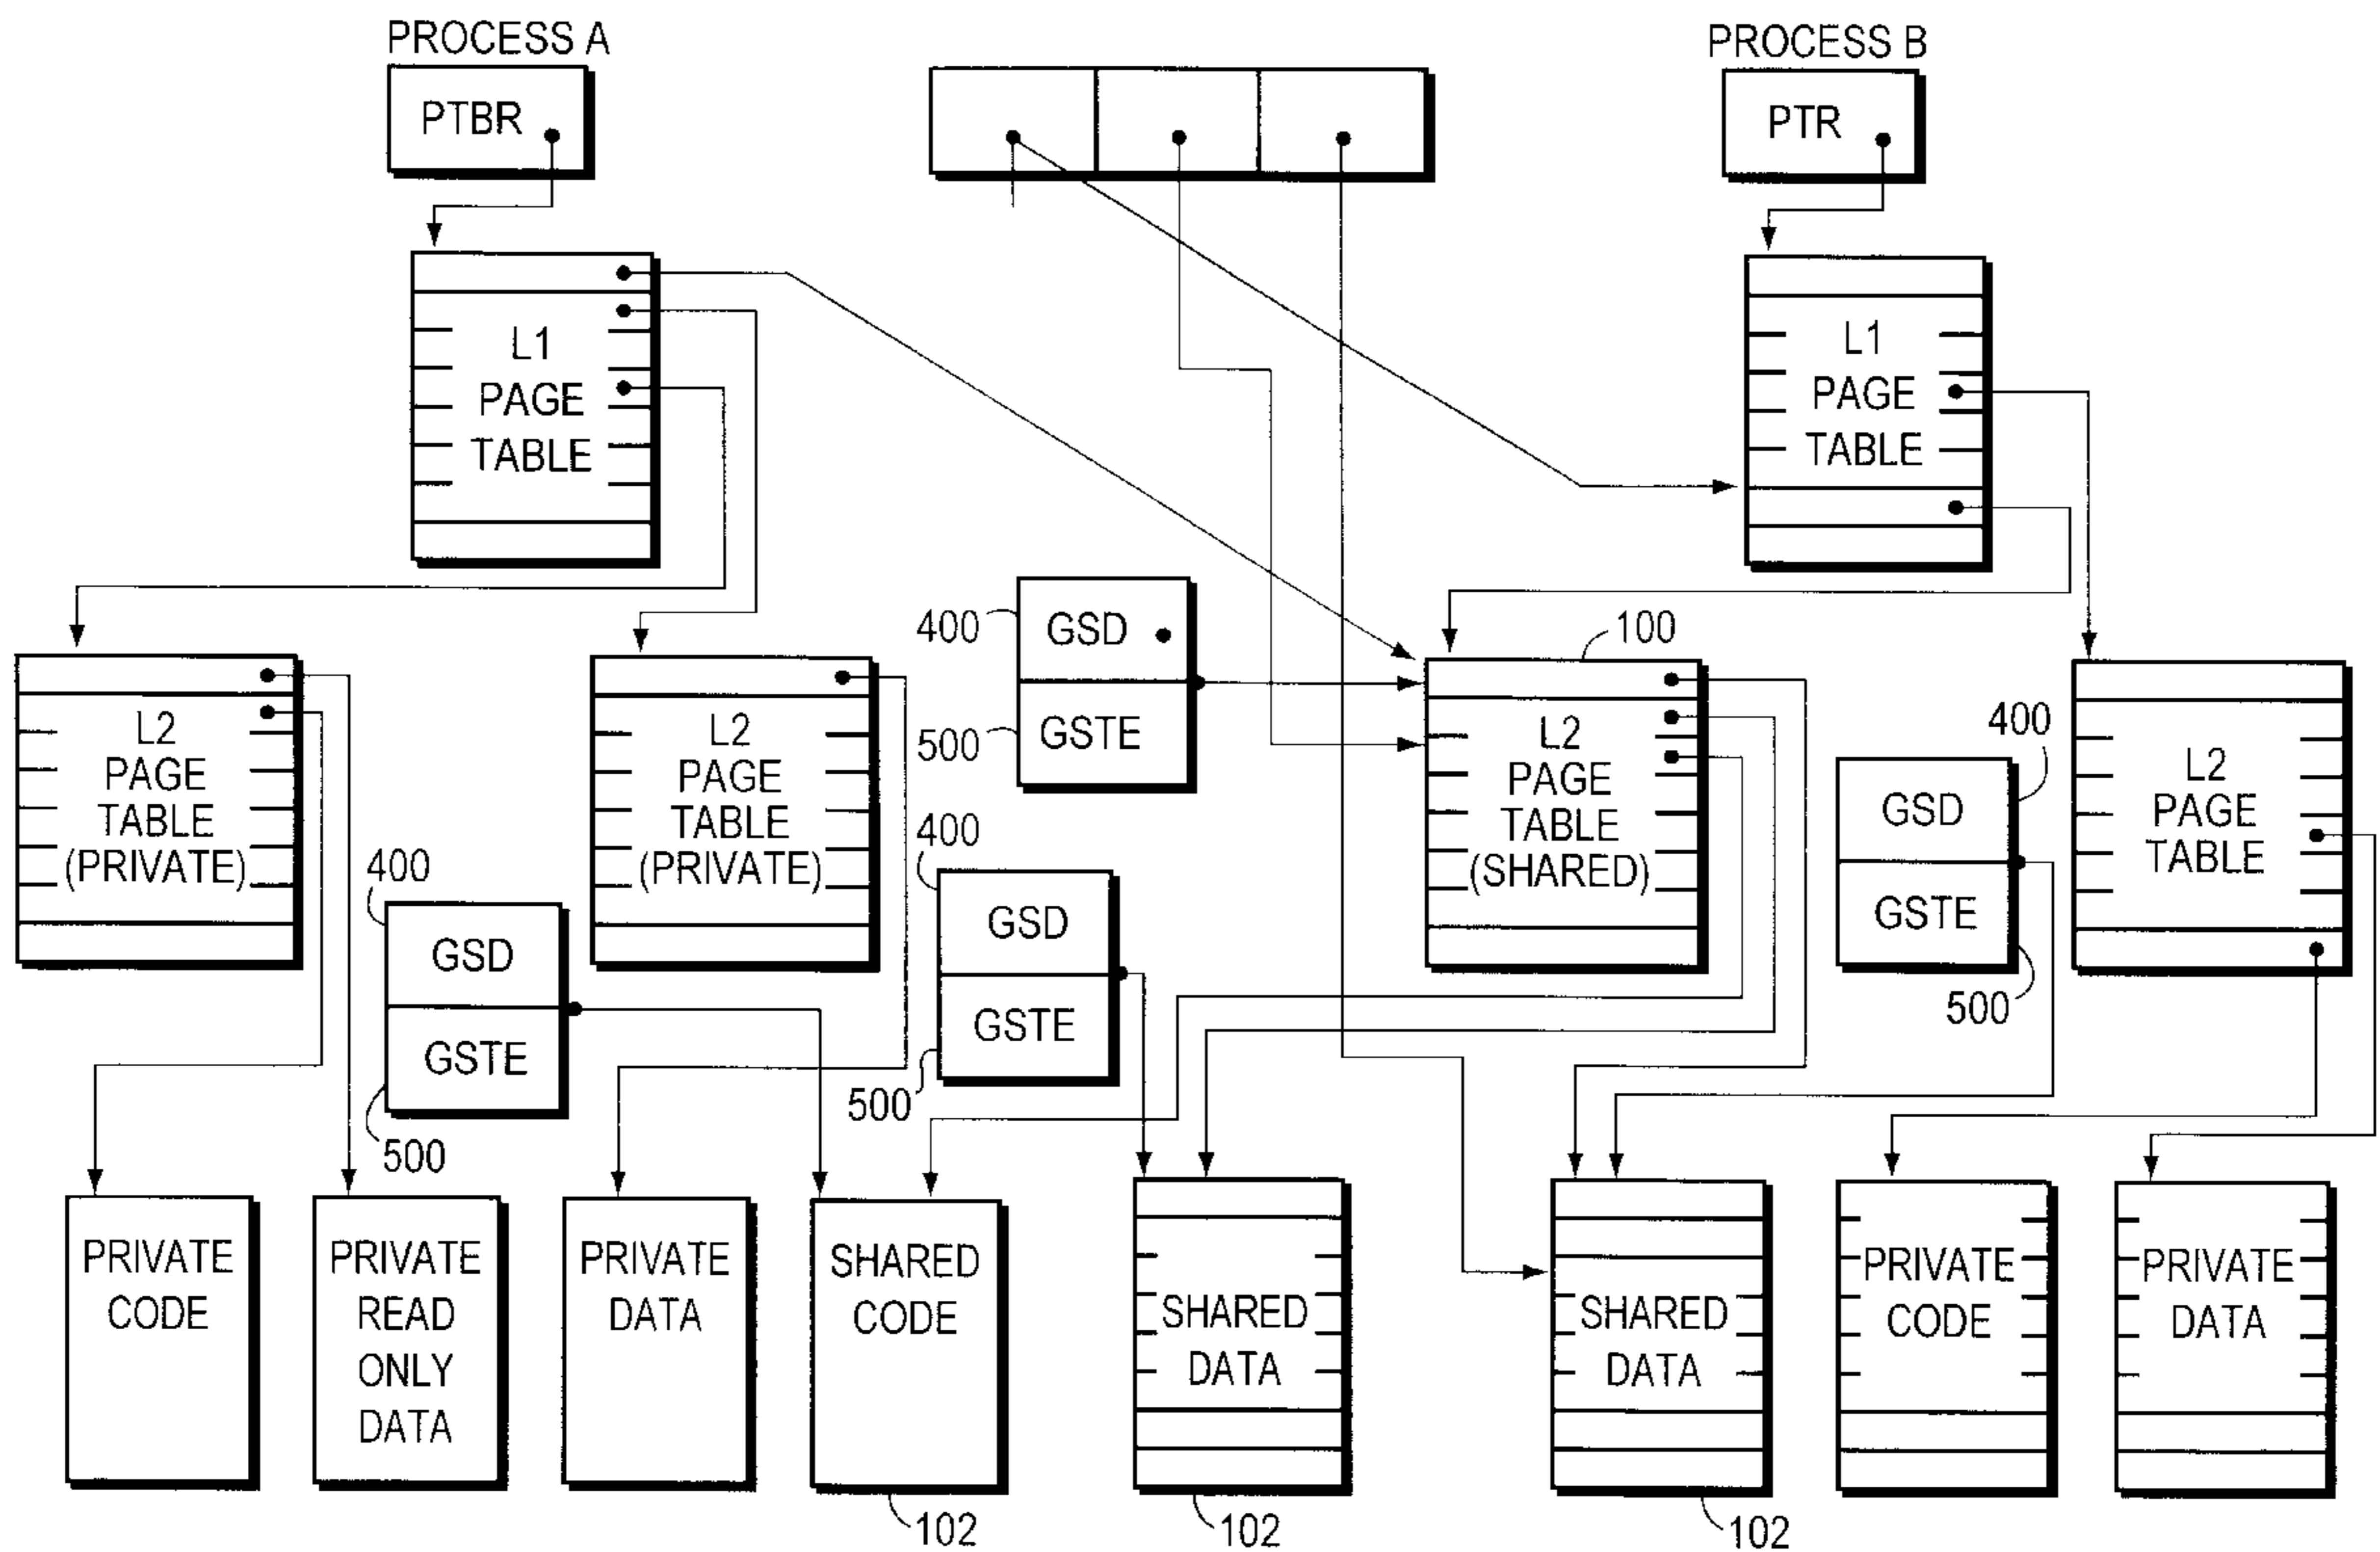 PROCESS A
PTBR
PROCESS B
PTR
L1
PAGE
TABLE
L1
PAGE
TABLE
400
GSD
500
GSTE
100
L2
PAGE
TABLE
(PRIVATE)
L2
PAGE
TABLE
(PRIVATE)
L2
PAGE
TABLE
(SHARED)
400
GSD
GSTE
500
L2
PAGE
TABLE
400
GSD
GSTE
500
400
GSD
GSTE
500
PRIVATE
CODE
PRIVATE
READ
ONLY
DATA
PRIVATE
DATA
SHARED
CODE
102
SHARED
DATA
102
SHARED
DATA
102
PRIVATE
CODE
PRIVATE
DATA